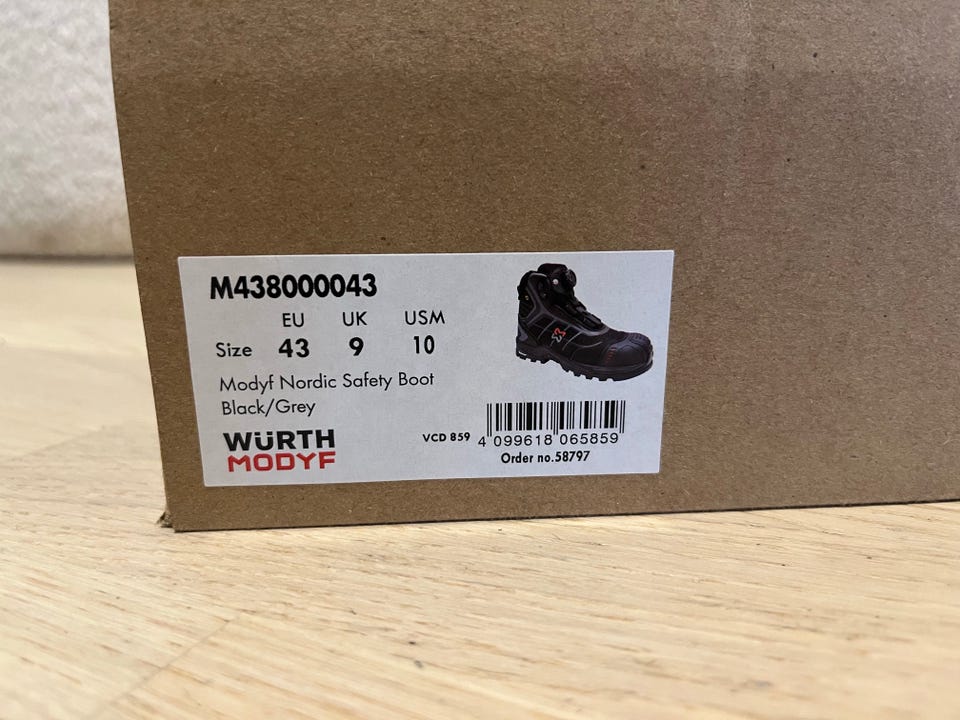 M438000043
EU UK USM
Size 43 9 10
Modyf Nordic Safety Boot
Black/Grey
WÜRTH
MODYF
VCD 859
4 099618 065859
Order no.58797